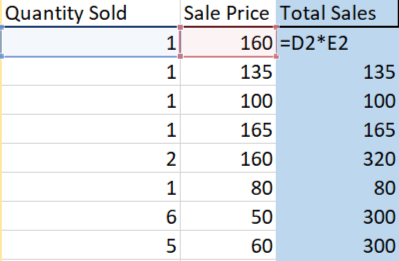 Quantity Sold Sale Price Total Sales
1 160 =D2*E2
1 135 135
1 100 100
1 165 165
2 160 320
1 80 80
6 50 300
5 60 300